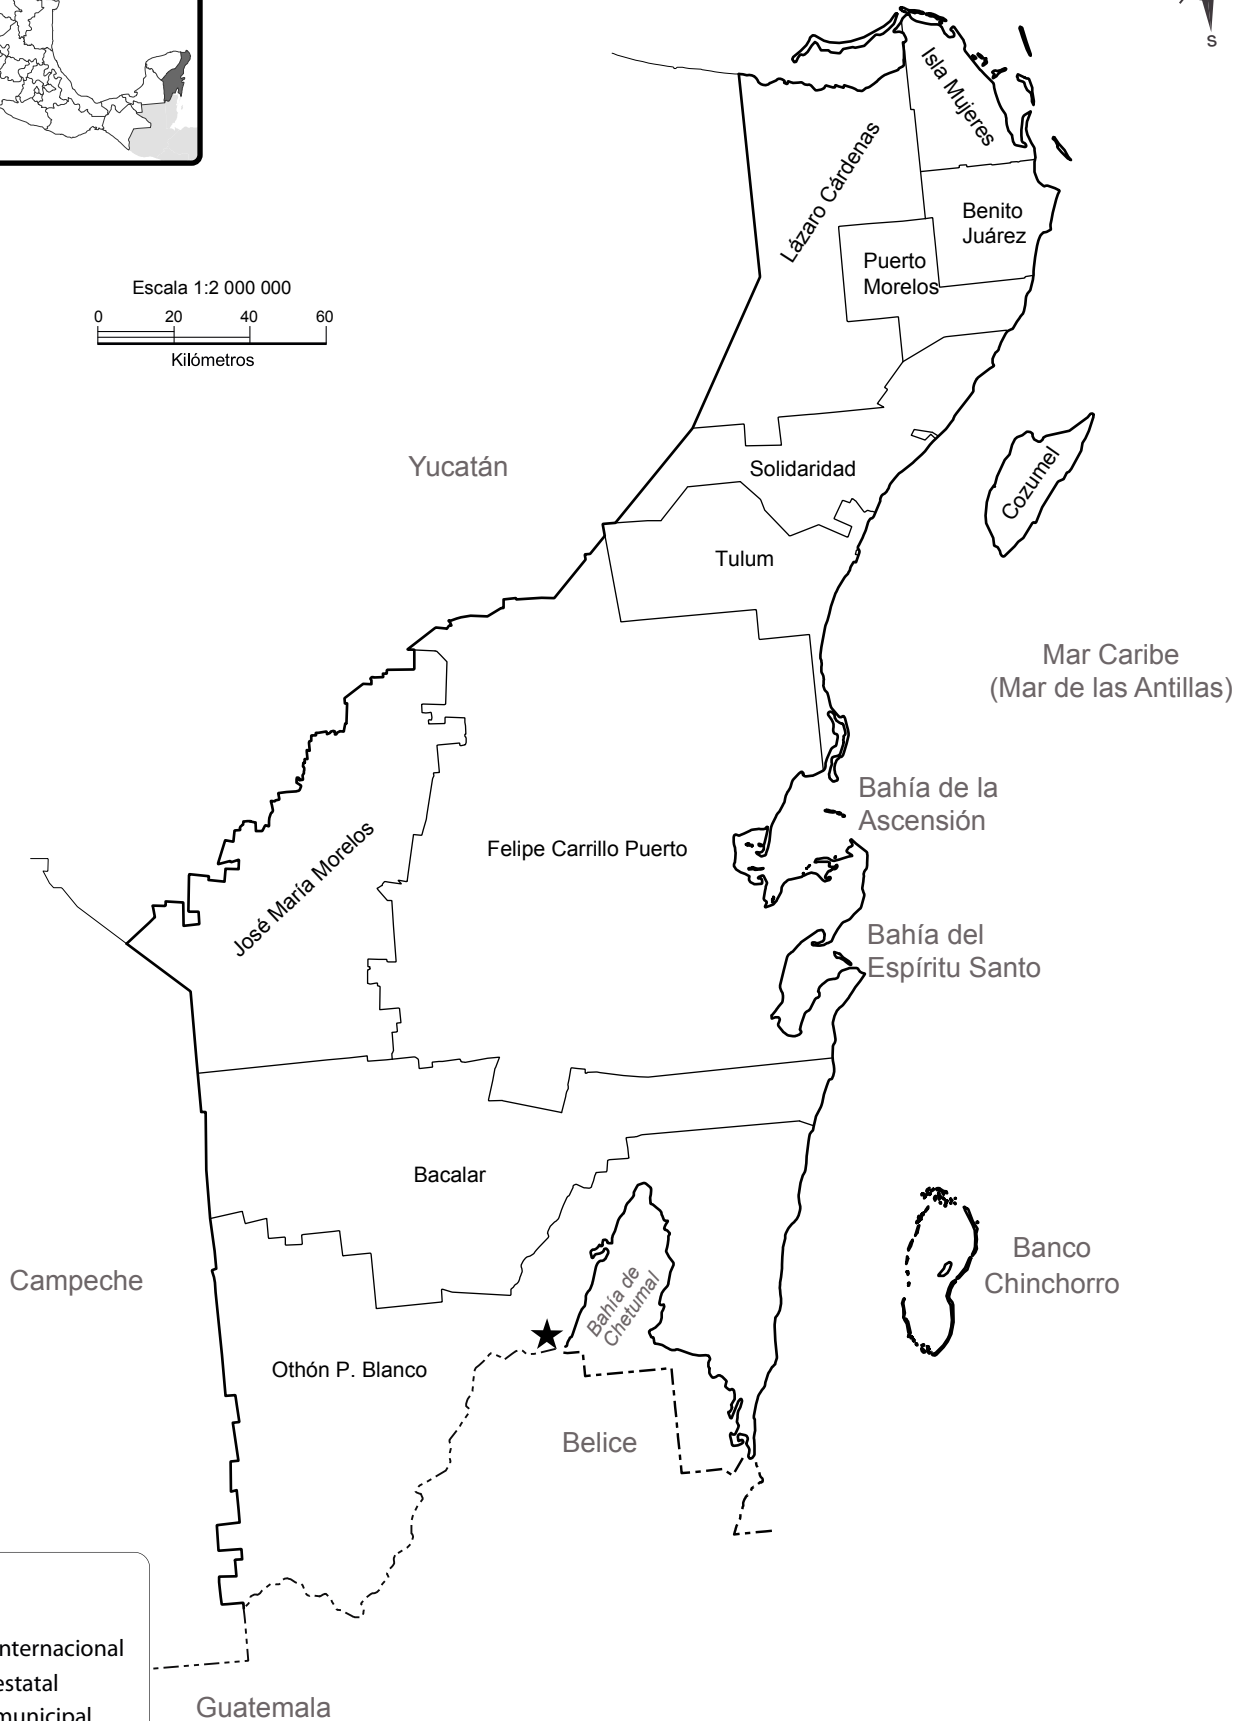 S
Isla Mujeres
Lázaro Cárdenas
Benito
Juárez
Puerto
Morelos
Escala 1:2 000 000
0 20 40 60
Kilómetros
Yucatán
Solidaridad
Cozumel
Tulum
Mar Caribe
(Mar de las Antillas)
Bahía de la
Ascensión
Felipe Carrillo Puerto
José María Morelos
Bahía del
Espíritu Santo
Bacalar
Banco
Chinchorro
Campeche
Bahía de
Chetumal
Othón P. Blanco
Belice
nternacional
estatal
municipal
Guatemala